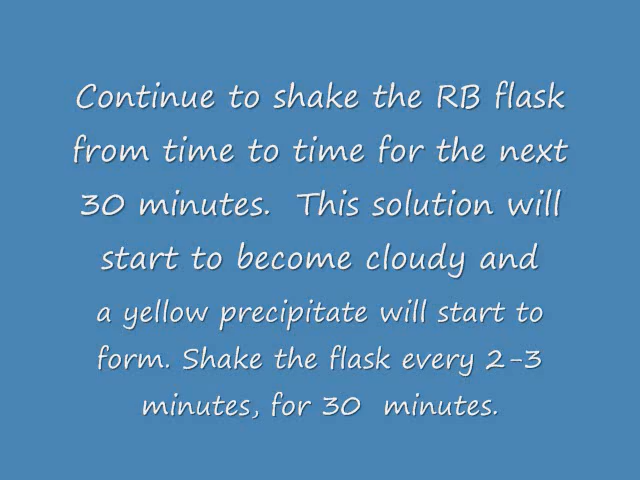 Continue to shake the RB flask
from time to time for the next
30 minutes. This solution will
start to become cloudy and
a yellow precipitate will start to
form. Shake the flask every 2-3
minutes, for 30 minutes.